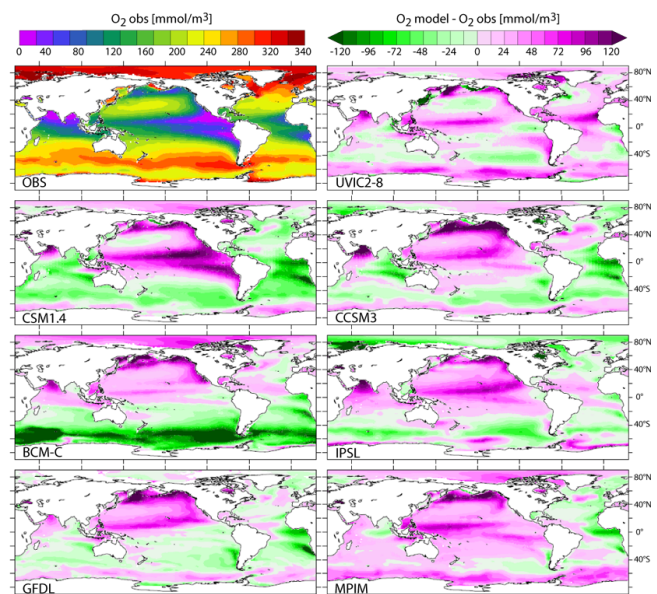 O2 obs [mmol/m3]
O2 model - O2 obs [mmol/m3]
0 40 80 120 160 200 240 280 320 340
-120 -96 -72 -48 -24 0 24 48 72 96 120
80°N
40°N
0°
40°S
OBS
UVIC2-8
80°N
40°N
0°
40°S
CSM1.4
CCSM3
80°N
40°N
0°
40°S
BCM-C
IPSL
80°N
40°N
0°
40°S
GFDL
MPIM